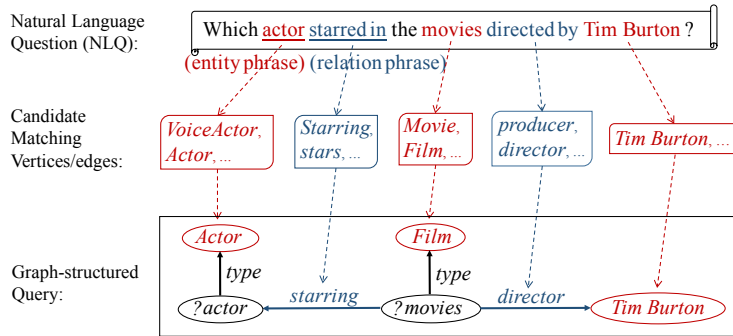 Natural Language
Question (NLQ):
Which actor starred in the movies directed by Tim Burton ?
(entity phrase) (relation phrase)
Candidate
Matching
Vertices/edges:
VoiceActor,
Actor, ...
Starring,
stars, ...
Movie,
Film, ...
producer,
director, ...
Tim Burton, ...
Graph-structured
Query:
Actor
Film
type
type
?actor
starring
?movies
director
Tim Burton